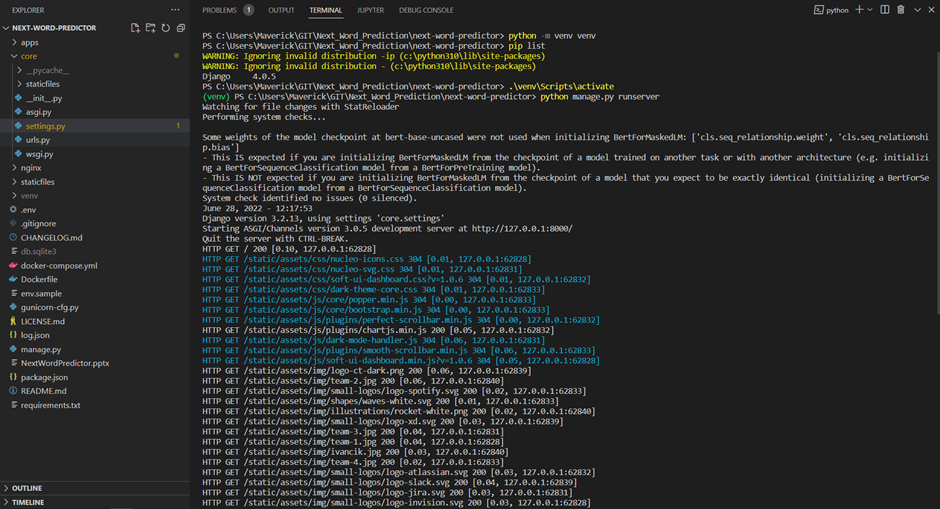 EXPLORER
NEXT-WORD-PREDICTOR
apps
core
__pycache__
staticfiles
__init__.py
asgi.py
settings.py 1
urls.py
wsgi.py
nginx
staticfiles
venv
.env
.gitignore
CHANGELOG.md
db.sqlite3
docker-compose.yml
Dockerfile
env.sample
gunicorn-cfg.py
LICENSE.md
log.json
manage.py
NextWordPredictor.pptx
package.json
README.md
requirements.txt
OUTLINE
TIMELINE
PROBLEMS 1 OUTPUT TERMINAL JUPYTER DEBUG CONSOLE
python
PS C:\Users\Maverick\GIT\Next_Word_Prediction\next-word-predictor> python -m venv venv
PS C:\Users\Maverick\GIT\Next_Word_Prediction\next-word-predictor> pip list
WARNING: Ignoring invalid distribution -ip (c:\python310\lib\site-packages)
WARNING: Ignoring invalid distribution - (c:\python310\lib\site-packages)
Django 4.0.5
PS C:\Users\Maverick\GIT\Next_Word_Prediction\next-word-predictor> .\venv\Scripts\activate
(venv) PS C:\Users\Maverick\GIT\Next_Word_Prediction\next-word-predictor> python manage.py runserver
Watching for file changes with StatReloader
Performing system checks...
Some weights of the model checkpoint at bert-base-uncased were not used when initializing BertForMaskedLM: ['cls.seq_relationship.weight', 'cls.seq_relationshi
p.bias']
- This IS expected if you are initializing BertForMaskedLM from the checkpoint of a model trained on another task or with another architecture (e.g. initializi
ng a BertForSequenceClassification model from a BertForPreTraining model).
- This IS NOT expected if you are initializing BertForMaskedLM from the checkpoint of a model that you expect to be exactly identical (initializing a BertForSe
quenceClassification model from a BertForSequenceClassification model).
System check identified no issues (0 silenced).
June 28, 2022 - 12:17:53
Django version 3.2.13, using settings 'core.settings'
Starting ASGI/Channels version 3.0.5 development server at http://127.0.0.1:8000/
Quit the server with CTRL-BREAK.
HTTP GET / 200 [0.10, 127.0.0.1:62828]
HTTP GET /static/assets/css/nucleo-icons.css 304 [0.01, 127.0.0.1:62828]
HTTP GET /static/assets/css/nucleo-svg.css 304 [0.01, 127.0.0.1:62831]
HTTP GET /static/assets/css/soft-ui-dashboard.css?v=1.0.6 304 [0.01, 127.0.0.1:62832]
HTTP GET /static/assets/css/dark-theme-core.css 304 [0.01, 127.0.0.1:62833]
HTTP GET /static/assets/js/core/popper.min.js 304 [0.00, 127.0.0.1:62833]
HTTP GET /static/assets/js/core/bootstrap.min.js 304 [0.00, 127.0.0.1:62833]
HTTP GET /static/assets/js/plugins/perfect-scrollbar.min.js 304 [0.00, 127.0.0.1:62832]
HTTP GET /static/assets/js/plugins/chartjs.min.js 200 [0.05, 127.0.0.1:62832]
HTTP GET /static/assets/js/dark-mode-handler.js 304 [0.06, 127.0.0.1:62831]
HTTP GET /static/assets/js/plugins/smooth-scrollbar.min.js 304 [0.06, 127.0.0.1:62833]
HTTP GET /static/assets/js/soft-ui-dashboard.min.js?v=1.0.6 304 [0.05, 127.0.0.1:62828]
HTTP GET /static/assets/img/logo-ct-dark.png 200 [0.06, 127.0.0.1:62839]
HTTP GET /static/assets/img/team-2.jpg 200 [0.06, 127.0.0.1:62840]
HTTP GET /static/assets/img/small-logos/logo-spotify.svg 200 [0.02, 127.0.0.1:62833]
HTTP GET /static/assets/img/shapes/waves-white.svg 200 [0.01, 127.0.0.1:62833]
HTTP GET /static/assets/img/illustrations/rocket-white.png 200 [0.02, 127.0.0.1:62840]
HTTP GET /static/assets/img/small-logos/logo-xd.svg 200 [0.03, 127.0.0.1:62839]
HTTP GET /static/assets/img/team-3.jpg 200 [0.04, 127.0.0.1:62831]
HTTP GET /static/assets/img/team-1.jpg 200 [0.04, 127.0.0.1:62828]
HTTP GET /static/assets/img/ivancik.jpg 200 [0.03, 127.0.0.1:62840]
HTTP GET /static/assets/img/team-4.jpg 200 [0.02, 127.0.0.1:62833]
HTTP GET /static/assets/img/small-logos/logo-atlassian.svg 200 [0.03, 127.0.0.1:62832]
HTTP GET /static/assets/img/small-logos/logo-slack.svg 200 [0.04, 127.0.0.1:62839]
HTTP GET /static/assets/img/small-logos/logo-jira.svg 200 [0.03, 127.0.0.1:62831]
HTTP GET /static/assets/img/small-logos/logo-invision.svg 200 [0.03, 127.0.0.1:62828]